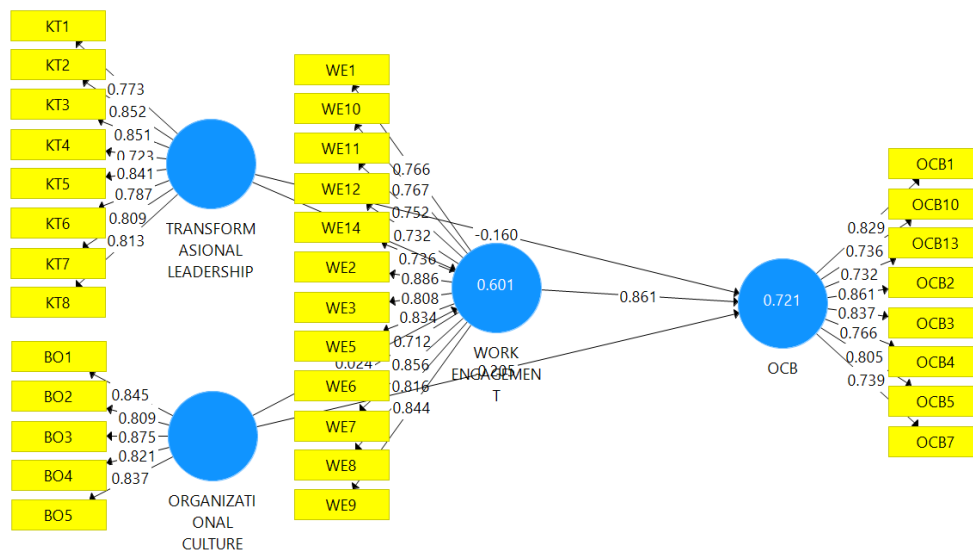 KT1
KT2
KT3
KT4
KT5
KT6
KT7
KT8
0.773
0.852
0.851
0.723
0.841
0.787
0.809
0.813
TRANSFORM
ASIONAL
LEADERSHIP
BO1
BO2
BO3
BO4
BO5
0.845
0.809
0.875
0.821
0.837
ORGANIZATI
ONAL
CULTURE
WE1
WE10
WE11
WE12
WE14
WE2
WE3
WE5
WE6
WE7
WE8
WE9
0.766
0.767
0.752
0.732
0.736
0.886
0.808
0.834
0.712
0.856
0.816
0.844
0.024
0.601
WORK
ENGAGEMEN
T
-0.160
0.861
0.205
0.721
OCB
0.829
0.736
0.732
0.861
0.837
0.766
0.805
0.739
OCB1
OCB10
OCB13
OCB2
OCB3
OCB4
OCB5
OCB7